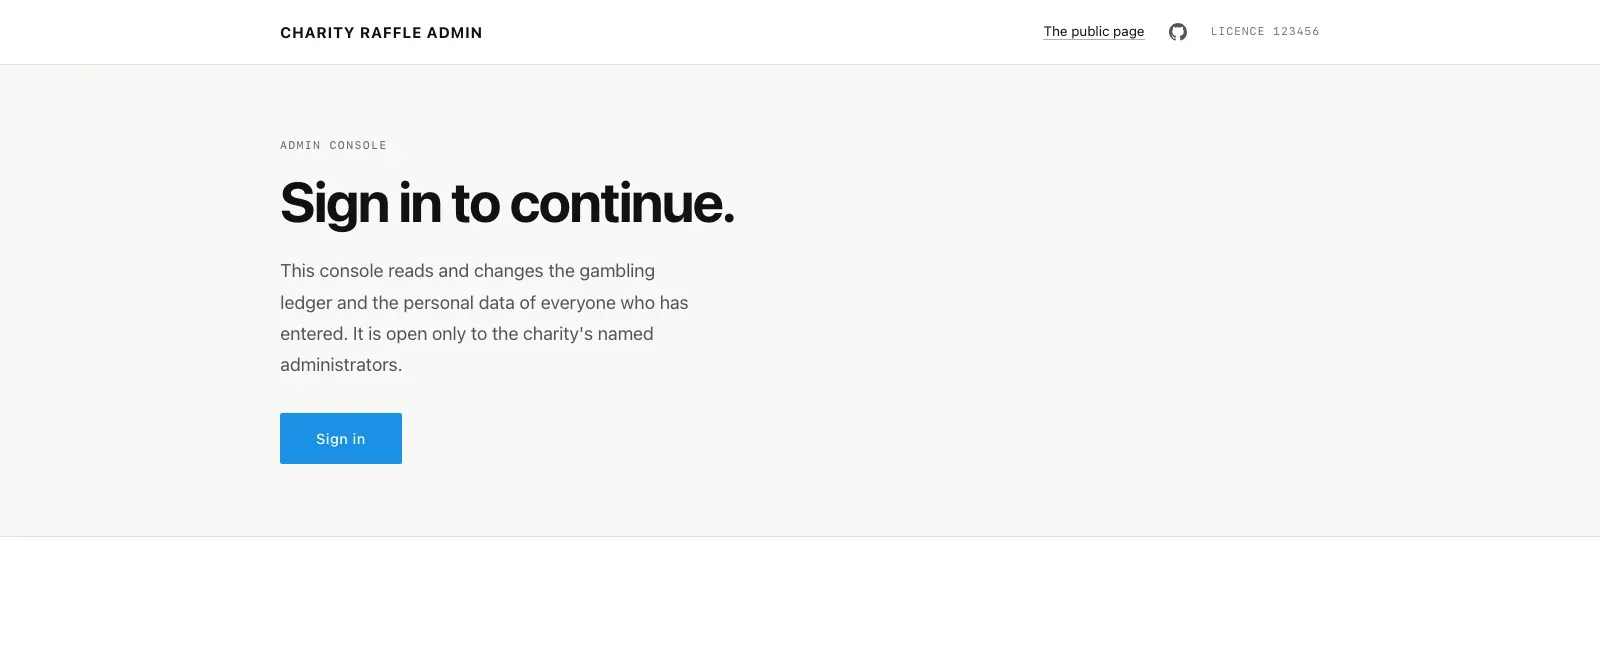 CHARITY RAFFLE ADMIN
The public page
LICENCE 123456
ADMIN CONSOLE
Sign in to continue.
This console reads and changes the gambling
ledger and the personal data of everyone who has
entered. It is open only to the charity's named
administrators.
Sign in